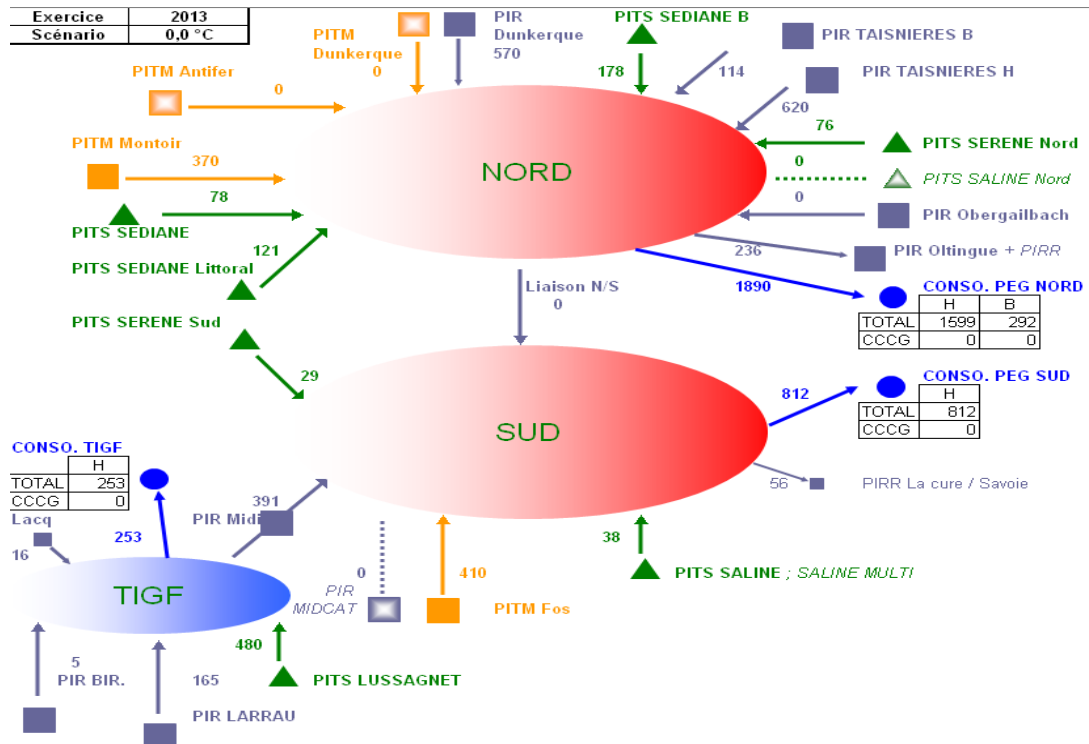 Exercice 2013
Scénario 0,0 °C
PITM Dunkerque
0
PIR Dunkerque
570
PITS SEDIANE B
178
114
PIR TAISNIERES B
PIR TAISNIERES H
620
PITM Antifer
0
76
PITS SERENE Nord
PITM Montoir
370
NORD
0
PITS SALINE Nord
78
0
PIR Obergailbach
PITS SEDIANE
121
236
PIR Oltingue + PIRR
PITS SEDIANE Littoral
Liaison N/S
0
1890
CONSO. PEG NORD
H B
TOTAL 1599 292
CCCG 0 0
PITS SERENE Sud
29
812
CONSO. PEG SUD
H
TOTAL 812
CCCG 0
SUD
CONSO. TIGF
H
TOTAL 253
CCCG 0
56
PIRR La cure / Savoie
391
Lacq
PIR Midi
16
253
38
0
410
PITS SALINE ; SALINE MULTI
TIGF
PIR MIDCAT
PITM Fos
480
5
PIR BIR.
165
PITS LUSSAGNET
PIR LARRAU